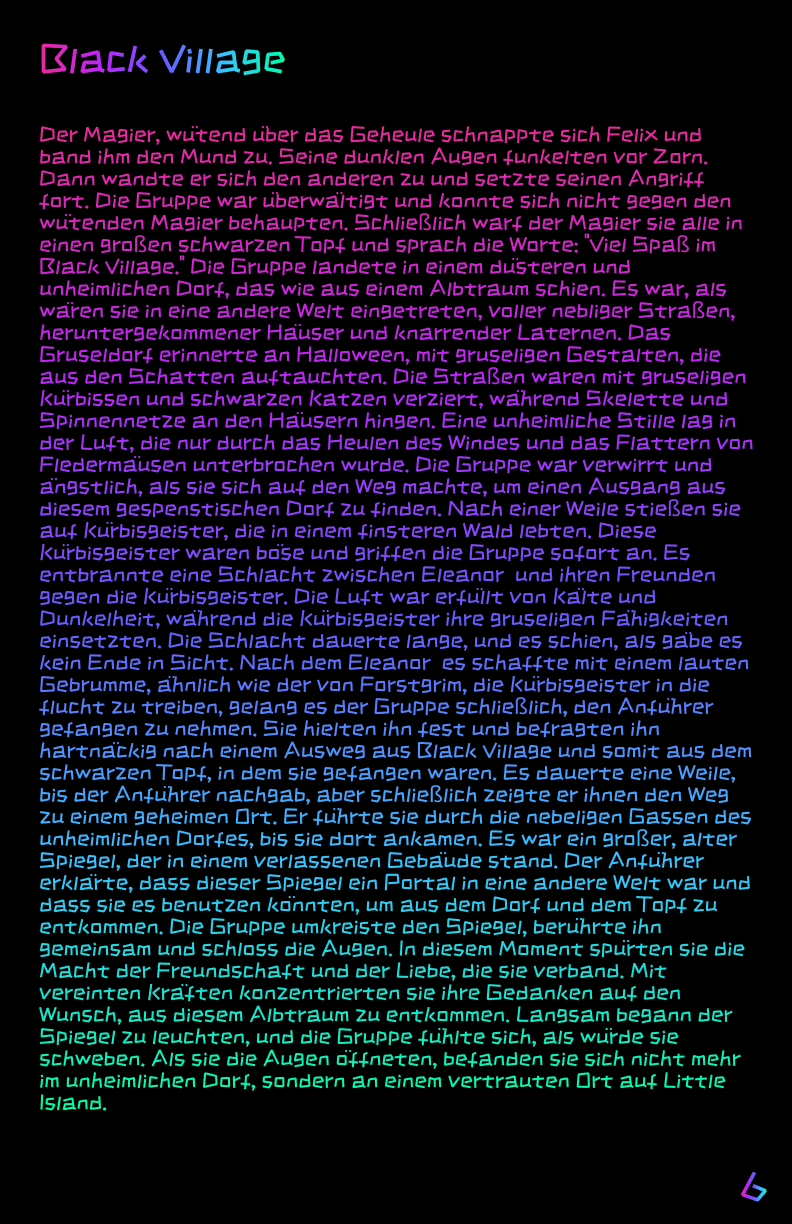 Black Village
Der Magier, wütend über das Geheule schnappte sich Felix und
band ihm den Mund zu. Seine dunklen Augen funkelten vor Zorn.
Dann wandte er sich den anderen zu und setzte seinen Angriff
fort. Die Gruppe war überwältigt und konnte sich nicht gegen den
wütenden Magier behaupten. Schließlich warf der Magier sie alle in
einen großen schwarzen Topf und sprach die Worte: "Viel Spaß im
Black Village." Die Gruppe landete in einem düsteren und
unheimlichen Dorf, das wie aus einem Albtraum schien. Es war, als
wären sie in eine andere Welt eingetreten, voller nebliger Straßen,
heruntergekommener Häuser und knarrender Laternen. Das
Gruseldorf erinnerte an Halloween, mit gruseligen Gestalten, die
aus den Schatten auftauchten. Die Straßen waren mit gruseligen
Kürbissen und schwarzen Katzen verziert, während Skelette und
Spinnennetze an den Häusern hingen. Eine unheimliche Stille lag in
der Luft, die nur durch das Heulen des Windes und das Flattern von
Fledermäusen unterbrochen wurde. Die Gruppe war verwirrt und
ängstlich, als sie sich auf den Weg machte, um einen Ausgang aus
diesem gespenstischen Dorf zu finden. Nach einer Weile stießen sie
auf Kürbisgeister, die in einem finsteren Wald lebten. Diese
Kürbisgeister waren böse und griffen die Gruppe sofort an. Es
entbrannte eine Schlacht zwischen Eleanor  und ihren Freunden
gegen die Kürbisgeister. Die Luft war erfüllt von Kälte und
Dunkelheit, während die Kürbisgeister ihre gruseligen Fähigkeiten
einsetzten. Die Schlacht dauerte lange, und es schien, als gäbe es
kein Ende in Sicht. Nach dem Eleanor  es schaffte mit einem lauten
Gebrumme, ähnlich wie der von Forstgrim, die Kürbisgeister in die
flucht zu treiben, gelang es der Gruppe schließlich, den Anführer
gefangen zu nehmen. Sie hielten ihn fest und befragten ihn
hartnäckig nach einem Ausweg aus Black Village und somit aus dem
schwarzen Topf, in dem sie gefangen waren. Es dauerte eine Weile,
bis der Anführer nachgab, aber schließlich zeigte er ihnen den Weg
zu einem geheimen Ort. Er führte sie durch die nebeligen Gassen des
unheimlichen Dorfes, bis sie dort ankamen. Es war ein großer, alter
Spiegel, der in einem verlassenen Gebäude stand. Der Anführer
erklärte, dass dieser Spiegel ein Portal in eine andere Welt war und
dass sie es benutzen könnten, um aus dem Dorf und dem Topf zu
entkommen. Die Gruppe umkreiste den Spiegel, berührte ihn
gemeinsam und schloss die Augen. In diesem Moment spürten sie die
Macht der Freundschaft und der Liebe, die sie verband. Mit
vereinten Kräften konzentrierten sie ihre Gedanken auf den
Wunsch, aus diesem Albtraum zu entkommen. Langsam begann der
Spiegel zu leuchten, und die Gruppe fühlte sich, als würde sie
schweben. Als sie die Augen öffneten, befanden sie sich nicht mehr
im unheimlichen Dorf, sondern an einem vertrauten Ort auf Little
Island.
6